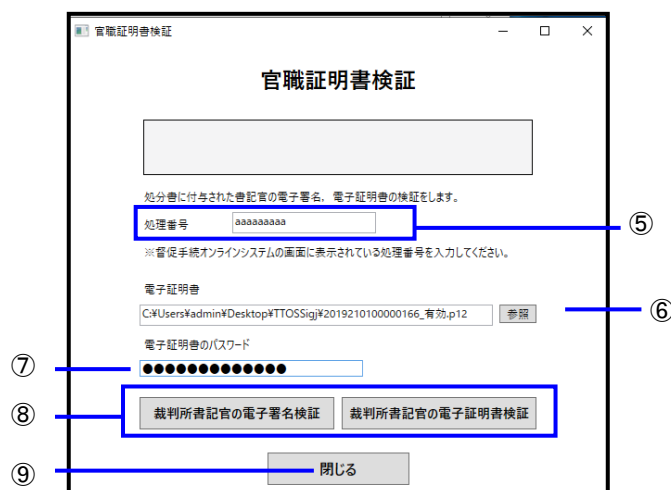 官職証明書検証
官職証明書検証
処分書に付与された書記官の電子署名，電子証明書の検証をします。
処理番号 aaaaaaaaa
⑤
※督促手続オンラインシステムの画面に表示されている処理番号を入力してください。
電子証明書
C:¥Users¥admin¥Desktop¥TTOSSigj¥2019210100000166_有効.p12 参照
⑥
電子証明書のパスワード
⑦ ●●●●●●●●●●●●●
⑧ 裁判所書記官の電子署名検証 裁判所書記官の電子証明書検証
⑨ 閉じる